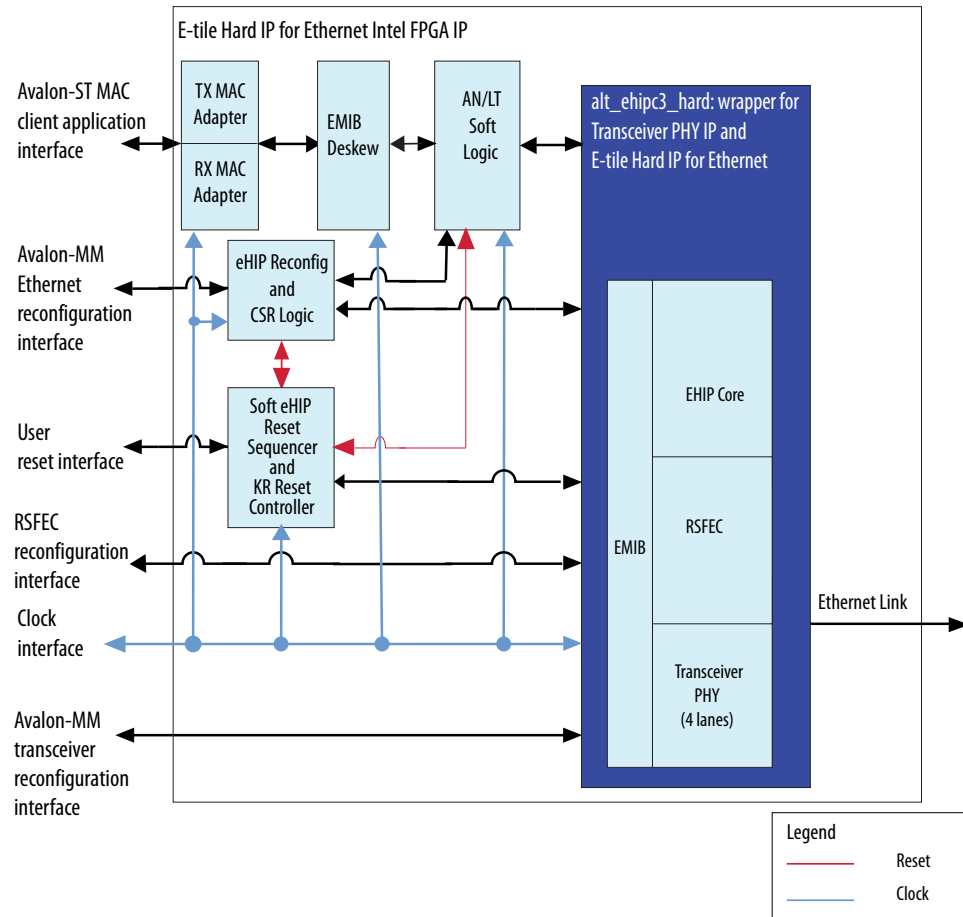 E-tile Hard IP for Ethernet Intel FPGA IP
Avalon-ST MAC
client application
interface
TX MAC
Adapter
RX MAC
Adapter
EMIB
Deskew
AN/LT
Soft
Logic
alt_ehipc3_hard: wrapper for
Transceiver PHY IP and
E-tile Hard IP for Ethernet
Avalon-MM
Ethernet
reconfiguration
interface
eHIP Reconfig
and
CSR Logic
User
reset interface
Soft eHIP
Reset
Sequencer
and
KR Reset
Controller
RSFEC
reconfiguration
interface
Clock
interface
Avalon-MM
transceiver
reconfiguration
interface
EMIB
EHIP Core
RSFEC
Transceiver
PHY
(4 lanes)
Ethernet Link
Legend
Reset
Clock